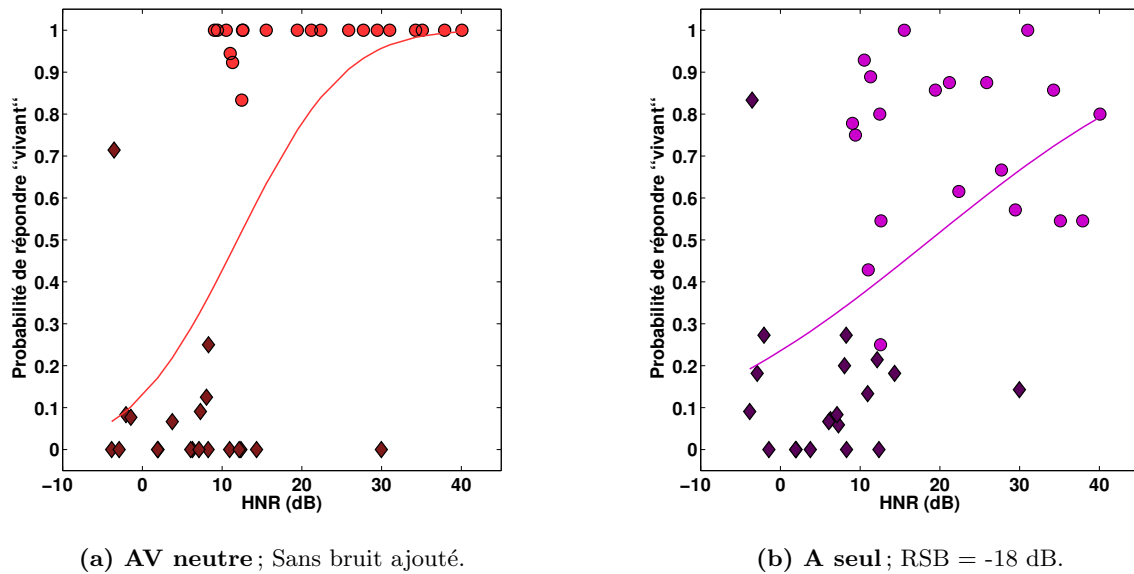 Probabilité de répondre “vivant“
1
0.9
0.8
0.7
0.6
0.5
0.4
0.3
0.2
0.1
0
−10 0 10 20 30 40
HNR (dB)
(a) AV neutre ; Sans bruit ajouté.
Probabilité de répondre “vivant“
1
0.9
0.8
0.7
0.6
0.5
0.4
0.3
0.2
0.1
0
−10 0 10 20 30 40
HNR (dB)
(b) A seul ; RSB = -18 dB.